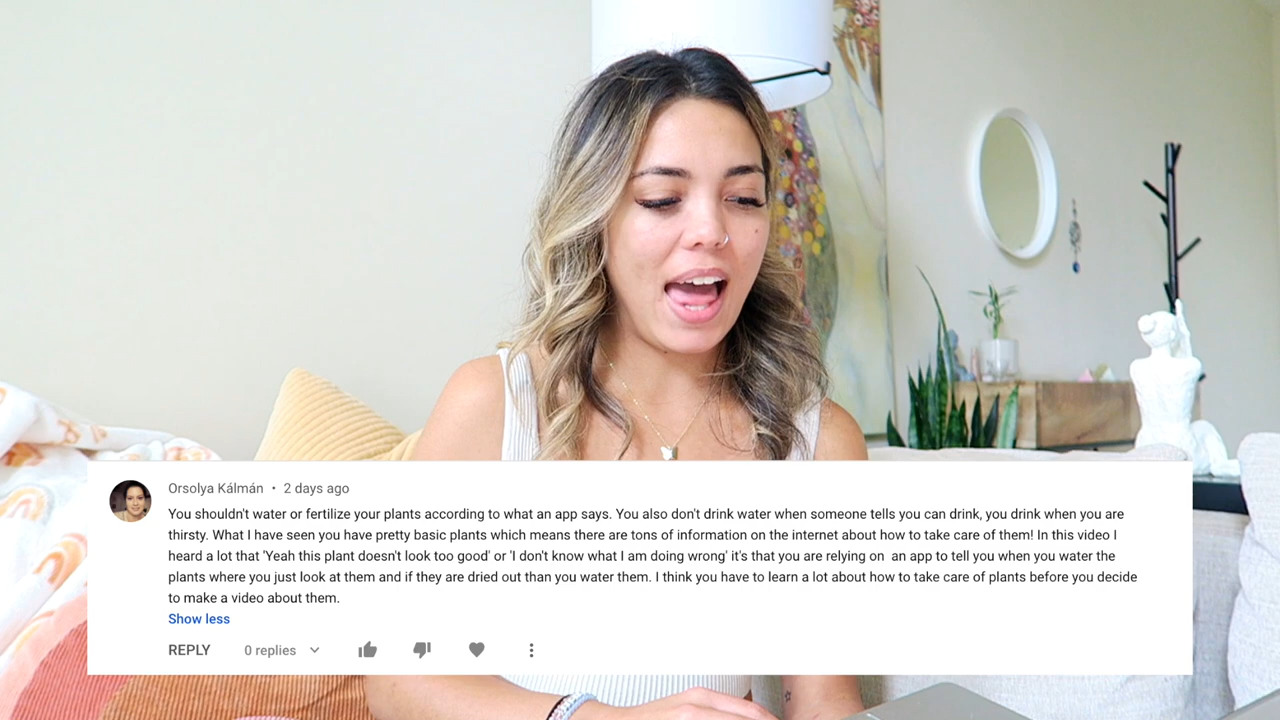 Orsolya Kálmán • 2 days ago
You shouldn't water or fertilize your plants according to what an app says. You also don't drink water when someone tells you can drink, you drink when you are
thirsty. What I have seen you have pretty basic plants which means there are tons of information on the internet about how to take care of them! In this video I
heard a lot that 'Yeah this plant doesn't look too good' or 'I don't know what I am doing wrong' it's that you are relying on  an app to tell you when you water the
plants where you just look at them and if they are dried out than you water them. I think you have to learn a lot about how to take care of plants before you decide
to make a video about them.
Show less
REPLY 0 replies